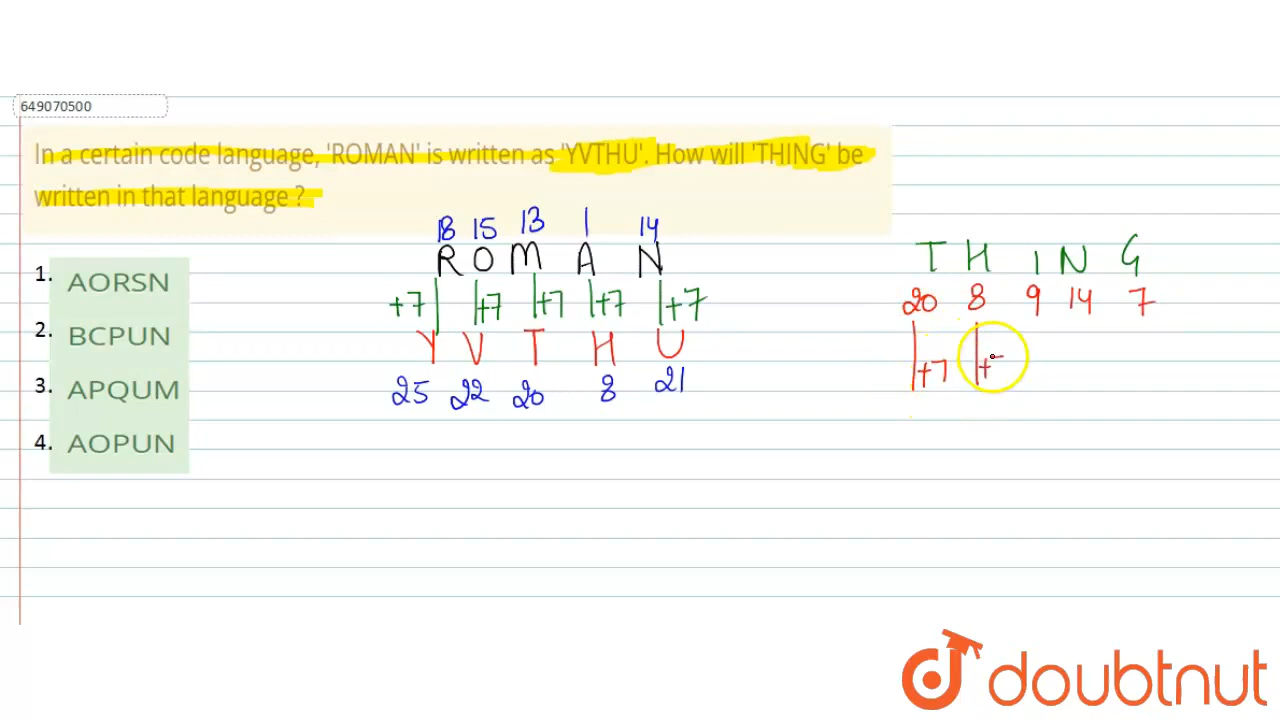 649070500
In a certain code language, 'ROMAN' is written as 'YVTHU'. How will 'THING' be
written in that language ?
1. AORSN
2. BCPUN
3. APQUM
4. AOPUN
18 15 13 1 14
R O M A N
+7 +7 +7 +7 +7
Y V T H U
25 22 20 8 21
T H I N G
20 8 9 14 7
+7 +
doubtnut